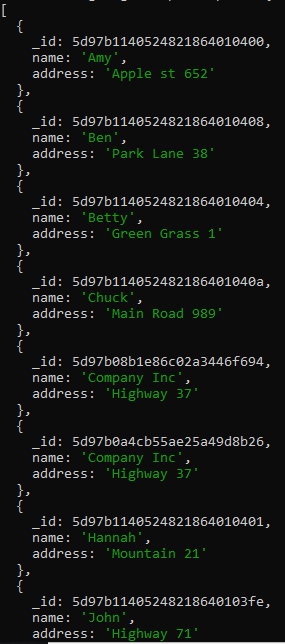 [
  {
    _id: 5d97b1140524821864010400,
    name: 'Amy',
    address: 'Apple st 652'
  },
  {
    _id: 5d97b1140524821864010408,
    name: 'Ben',
    address: 'Park Lane 38'
  },
  {
    _id: 5d97b1140524821864010404,
    name: 'Betty',
    address: 'Green Grass 1'
  },
  {
    _id: 5d97b114052482186401040a,
    name: 'Chuck',
    address: 'Main Road 989'
  },
  {
    _id: 5d97b08b1e86c02a3446f694,
    name: 'Company Inc',
    address: 'Highway 37'
  },
  {
    _id: 5d97b0a4cb55ae25a49d8b26,
    name: 'Company Inc',
    address: 'Highway 37'
  },
  {
    _id: 5d97b1140524821864010401,
    name: 'Hannah',
    address: 'Mountain 21'
  },
  {
    _id: 5d97b11405248218640103fe,
    name: 'John',
    address: 'Highway 71'